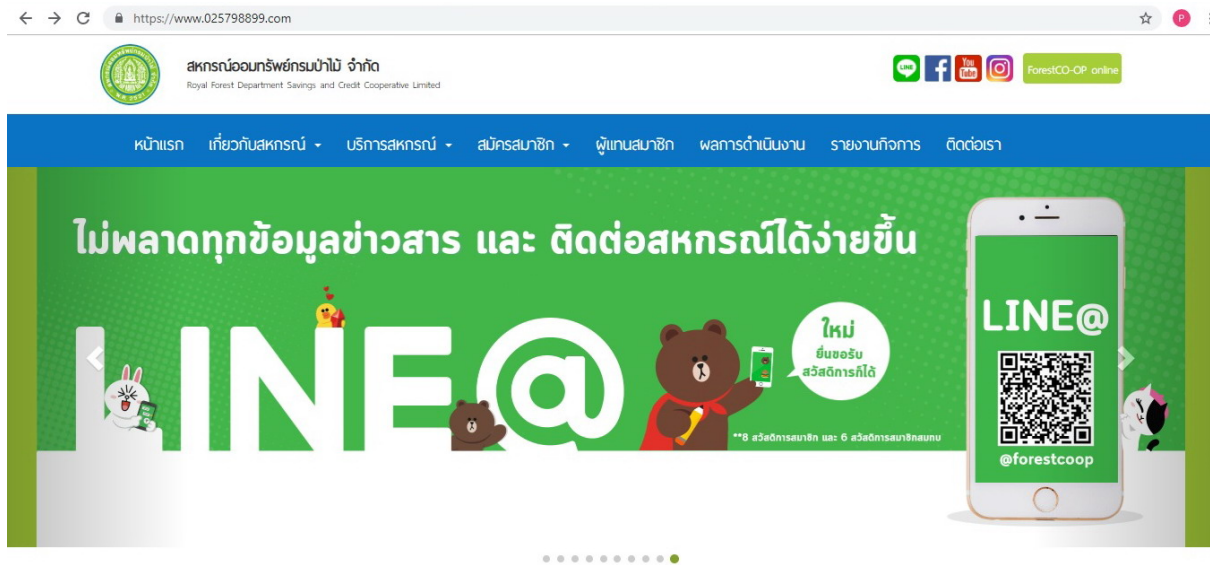 https://www.025798899.com
P
สหกรณ์ออมทรัพย์กรมป่าไม้ จำกัด
Royal Forest Department Savings and Credit Cooperative Limited
LINE
f
You Tube
ForestCO-OP online
หน้าแรก เกี่ยวกับสหกรณ์ บริการสหกรณ์ สมัครสมาชิก ผู้แทนสมาชิก ผลการดำเนินงาน รายงานกิจการ ติดต่อเรา
ไม่พลาดทุกข้อมูลข่าวสาร และ ติดต่อสหกรณ์ได้ง่ายขึ้น
LINE@
ใหม่
ยื่นขอรับ
สวัสดิการก็ได้
**8 สวัสดิการสมาชิก และ 6 สวัสดิการสมาชิกสมทบ
LINE@
@forestcoop